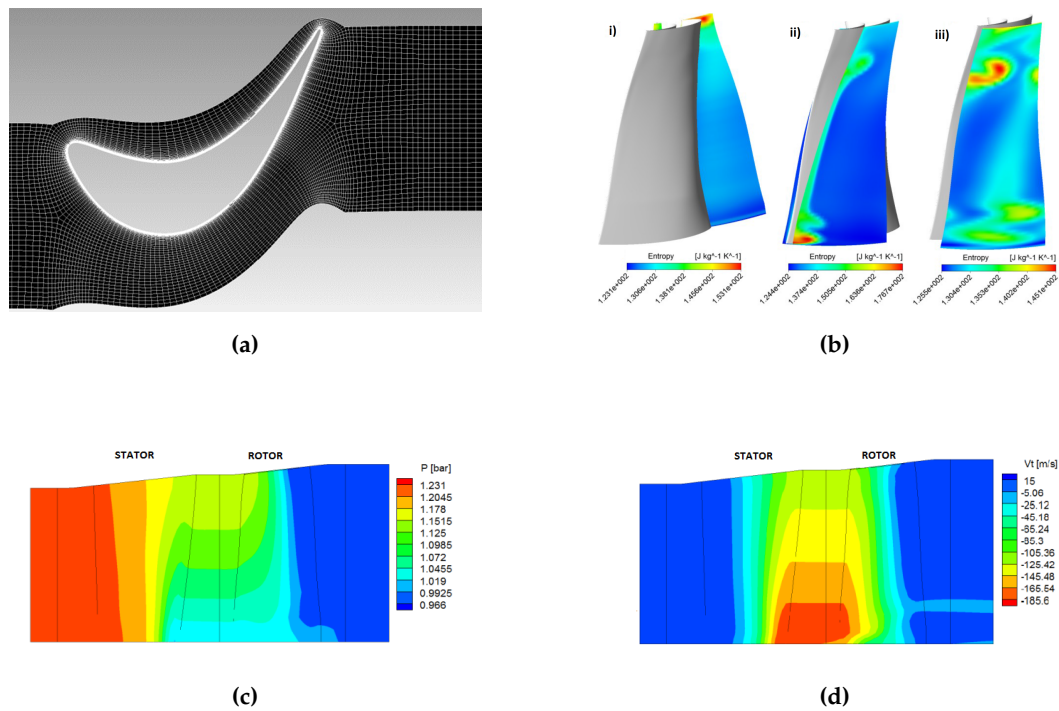 i)
ii)
iii)
Entropy [J kg^-1 K^-1]
1.231e+002
1.306e+002
1.381e+002
1.456e+002
1.531e+002
Entropy [J kg^-1 K^-1]
1.244e+002
1.374e+002
1.505e+002
1.636e+002
1.767e+002
Entropy [J kg^-1 K^-1]
1.255e+002
1.304e+002
1.353e+002
1.402e+002
1.451e+002
(a)
(b)
STATOR ROTOR
P [bar]
1.231
1.2045
1.178
1.1515
1.125
1.0985
1.072
1.0455
1.019
0.9925
0.966
STATOR ROTOR
Vt [m/s]
15
-5.06
-25.12
-45.18
-65.24
-85.3
-105.36
-125.42
-145.48
-165.54
-185.6
(c)
(d)